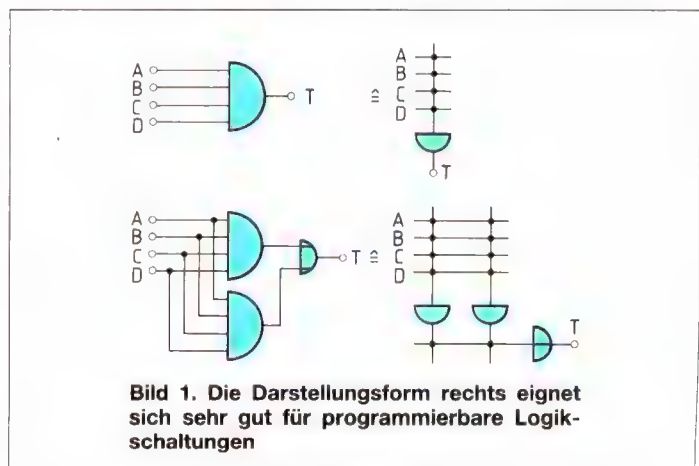 A
B
C
D
T
≙
A
B
C
D
T
A
B
C
D
T
≙
A
B
C
D
T
Bild 1. Die Darstellungsform rechts eignet
sich sehr gut für programmierbare Logik-
schaltungen